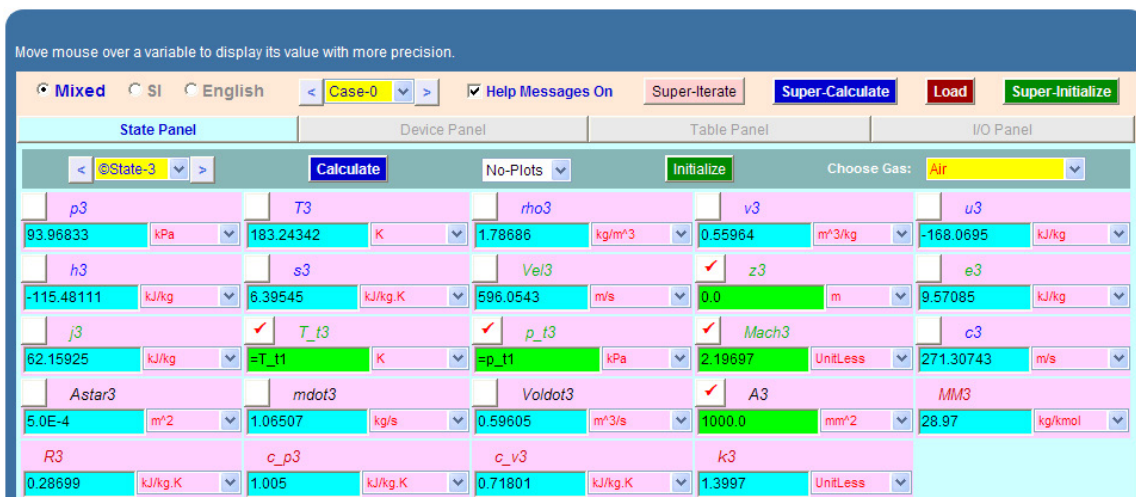 Move mouse over a variable to display its value with more precision.
Mixed SI English < Case-0 > Help Messages On Super-Iterate Super-Calculate Load Super-Initialize
State Panel Device Panel Table Panel I/O Panel
< ©State-3 > Calculate No-Plots Initialize Choose Gas: Air
p3 T3 rho3 v3 u3
93.96833 kPa 183.24342 K 1.78686 kg/m^3 0.55964 m^3/kg -168.0695 kJ/kg
h3 s3 Vel3 z3 e3
-115.48111 kJ/kg 6.39545 kJ/kg.K 596.0543 m/s 0.0 m 9.57085 kJ/kg
j3 T_t3 p_t3 Mach3 c3
62.15925 kJ/kg =T_t1 K =p_t1 kPa 2.19697 UnitLess 271.30743 m/s
Astar3 mdot3 Voldot3 A3 MM3
5.0E-4 m^2 1.06507 kg/s 0.59605 m^3/s 1000.0 mm^2 28.97 kg/kmol
R3 c_p3 c_v3 k3
0.28699 kJ/kg.K 1.005 kJ/kg.K 0.71801 kJ/kg.K 1.3997 UnitLess